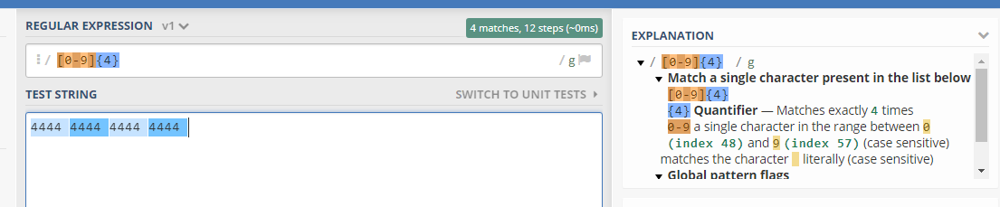 REGULAR EXPRESSION v1
4 matches, 12 steps (~0ms)
/ [0-9]{4} / g
TEST STRING
SWITCH TO UNIT TESTS
4444 4444 4444 4444
EXPLANATION
/ [0-9]{4} / g
Match a single character present in the list below
[0-9]{4}
{4} Quantifier — Matches exactly 4 times
0-9 a single character in the range between 0
(index 48) and 9 (index 57) (case sensitive)
matches the character literally (case sensitive)
Global pattern flags